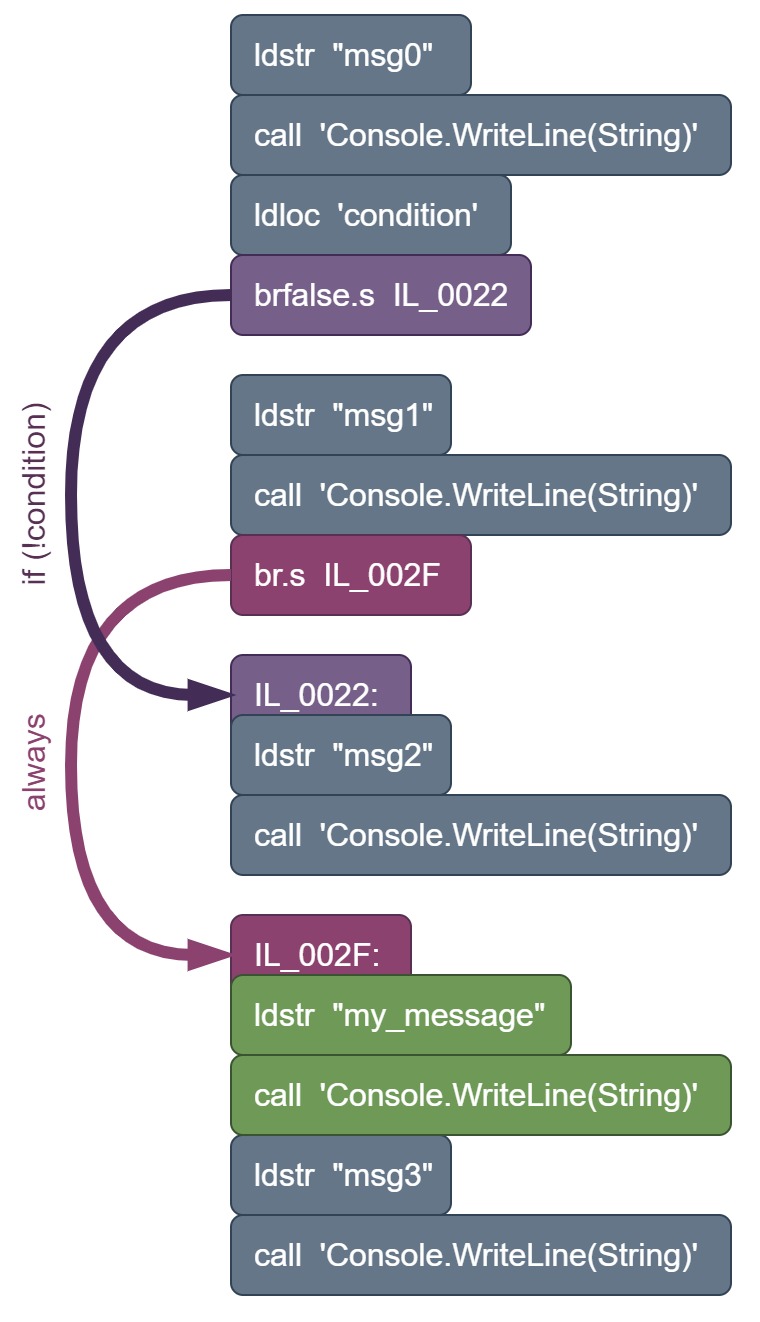 ldstr "msg0"
call 'Console.WriteLine(String)'
ldloc 'condition'
brfalse.s IL_0022
if (!condition)
ldstr "msg1"
call 'Console.WriteLine(String)'
br.s IL_002F
always
IL_0022:
ldstr "msg2"
call 'Console.WriteLine(String)'
IL_002F:
ldstr "my_message"
call 'Console.WriteLine(String)'
ldstr "msg3"
call 'Console.WriteLine(String)'